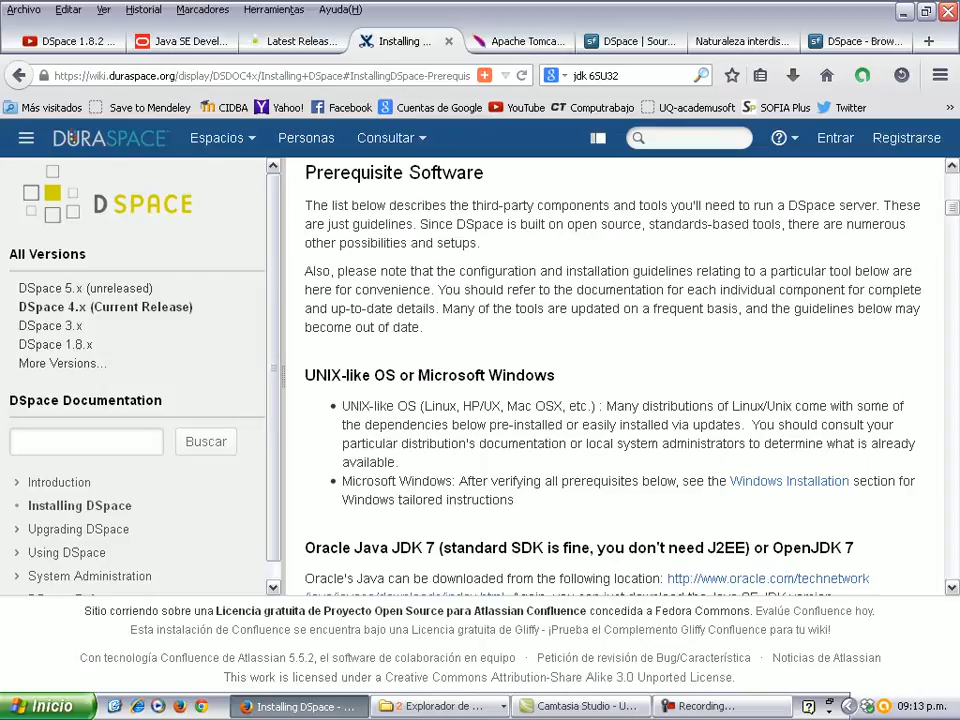 Archivo Editar Ver Historial Marcadores Herramientas Ayuda(H)
DSpace 1.8.2 ... Java SE Devel... Latest Releas... Installing ... Apache Tomca... DSpace | Sour... Naturaleza interdis... DSpace - Brow...
https://wiki.duraspace.org/display/DSDOC4x/Installing+DSpace#InstallingDSpace-Prerequis jdk 6SU32
Más visitados Save to Mendeley CIDBA Yahoo! Facebook Cuentas de Google YouTube CT Computrabajo UQ-academusoft SOFIA Plus Twitter »
DURASPACE Espacios Personas Consultar Entrar Registrarse
DSPACE
All Versions
DSpace 5.x (unreleased)
DSpace 4.x (Current Release)
DSpace 3.x
DSpace 1.8.x
More Versions...
DSpace Documentation
Buscar
Introduction
Installing DSpace
Upgrading DSpace
Using DSpace
System Administration
Prerequisite Software
The list below describes the third-party components and tools you'll need to run a DSpace server. These
are just guidelines. Since DSpace is built on open source, standards-based tools, there are numerous
other possibilities and setups.
Also, please note that the configuration and installation guidelines relating to a particular tool below are
here for convenience. You should refer to the documentation for each individual component for complete
and up-to-date details. Many of the tools are updated on a frequent basis, and the guidelines below may
become out of date.
UNIX-like OS or Microsoft Windows
• UNIX-like OS (Linux, HP/UX, Mac OSX, etc.) : Many distributions of Linux/Unix come with some of
the dependencies below pre-installed or easily installed via updates. You should consult your
particular distribution's documentation or local system administrators to determine what is already
available.
• Microsoft Windows: After verifying all prerequisites below, see the Windows Installation section for
Windows tailored instructions
Oracle Java JDK 7 (standard SDK is fine, you don't need J2EE) or OpenJDK 7
Oracle's Java can be downloaded from the following location: http://www.oracle.com/technetwork
Sitio corriendo sobre una Licencia gratuita de Proyecto Open Source para Atlassian Confluence concedida a Fedora Commons. Evalúe Confluence hoy.
Esta instalación de Confluence se encuentra bajo una Licencia gratuita de Gliffy - ¡Prueba el Complemento Gliffy Confluence para tu wiki!
Con tecnología Confluence de Atlassian 5.5.2, el software de colaboración en equipo · Petición de revisión de Bug/Característica · Noticias de Atlassian
This work is licensed under a Creative Commons Attribution-Share Alike 3.0 Unported License.
Inicio Installing DSpace - ... 2 Explorador de ... Camtasia Studio - U... Recording... 09:13 p.m.